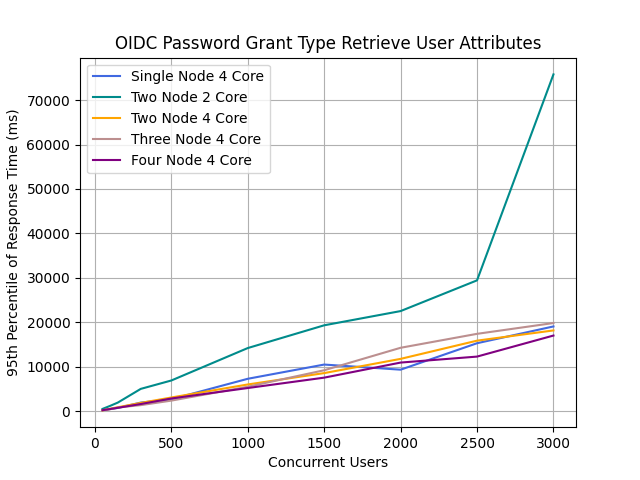 OIDC Password Grant Type Retrieve User Attributes
Single Node 4 Core
Two Node 2 Core
Two Node 4 Core
Three Node 4 Core
Four Node 4 Core
95th Percentile of Response Time (ms)
70000
60000
50000
40000
30000
20000
10000
0
0 500 1000 1500 2000 2500 3000
Concurrent Users